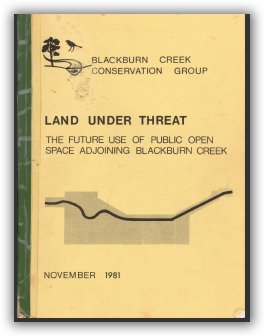 BLACKBURN CREEK
CONSERVATION GROUP
LAND UNDER THREAT
THE FUTURE USE OF PUBLIC OPEN
SPACE ADJOINING BLACKBURN CREEK
NOVEMBER 1981